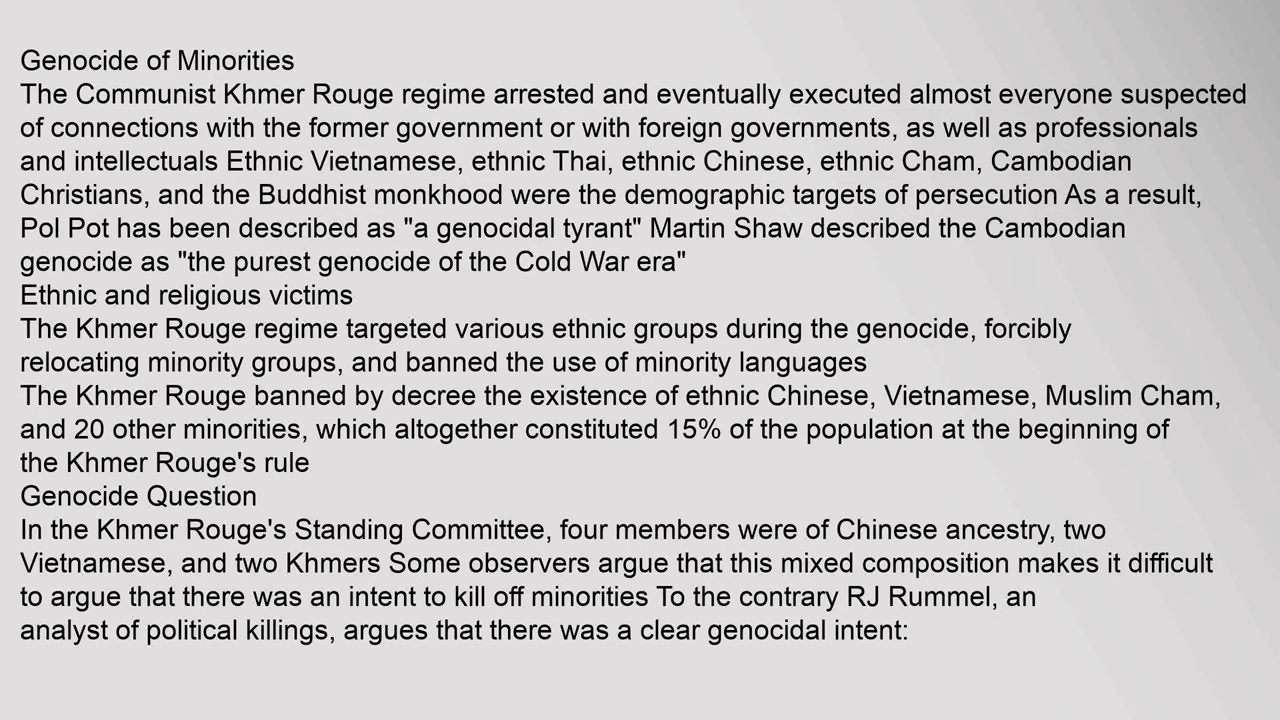 Genocide of Minorities
The Communist Khmer Rouge regime arrested and eventually executed almost everyone suspected
of connections with the former government or with foreign governments, as well as professionals
and intellectuals Ethnic Vietnamese, ethnic Thai, ethnic Chinese, ethnic Cham, Cambodian
Christians, and the Buddhist monkhood were the demographic targets of persecution As a result,
Pol Pot has been described as "a genocidal tyrant" Martin Shaw described the Cambodian
genocide as "the purest genocide of the Cold War era"
Ethnic and religious victims
The Khmer Rouge regime targeted various ethnic groups during the genocide, forcibly
relocating minority groups, and banned the use of minority languages
The Khmer Rouge banned by decree the existence of ethnic Chinese, Vietnamese, Muslim Cham,
and 20 other minorities, which altogether constituted 15% of the population at the beginning of
the Khmer Rouge's rule
Genocide Question
In the Khmer Rouge's Standing Committee, four members were of Chinese ancestry, two
Vietnamese, and two Khmers Some observers argue that this mixed composition makes it difficult
to argue that there was an intent to kill off minorities To the contrary RJ Rummel, an
analyst of political killings, argues that there was a clear genocidal intent: